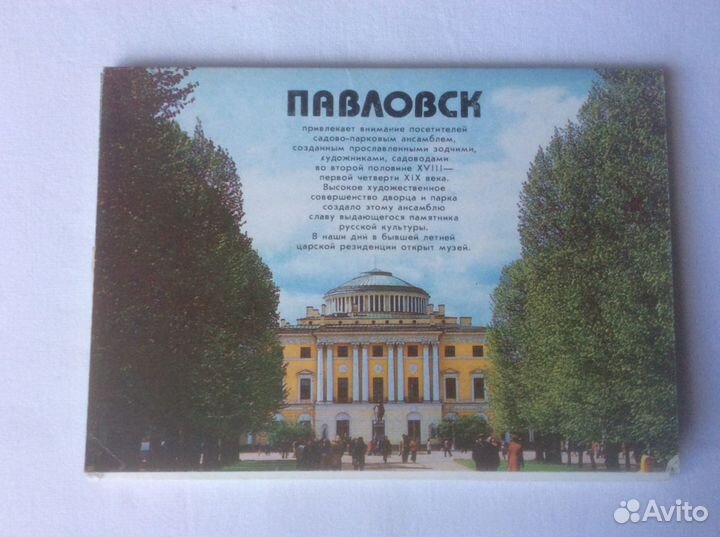 ПАВЛОВСК
привлекает внимание посетителей
садово-парковым ансамблем,
созданным прославленными зодчими,
художниками, садоводами
во второй половине XVIII—
первой четверти XIX века.
Высокое художественное
совершенство дворца и парка
создало этому ансамблю
славу выдающегося памятника
русской культуры.
В наши дни в бывшей летней
царской резиденции открыт музей.
Avito